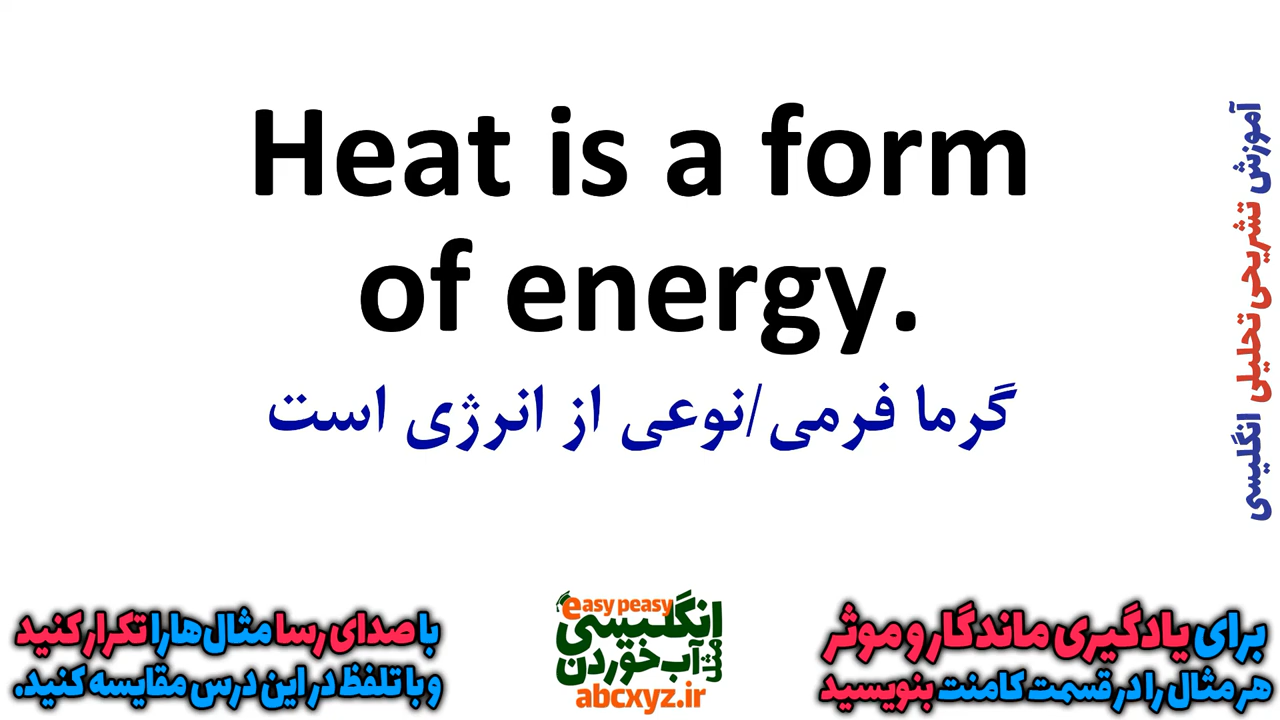 Heat is a form
of energy.
گرما فرمی/نوعی از انرژی است
آموزش تشریحی تحلیلی انگلیسی
برای یادگیری ماندگار و موثر
هر مثال را در قسمت کامنت بنویسید
easy peasy
انگلیسی
مثل
آب خوردن
abcxyz.ir
با صدای رسا مثال‌ها را تکرار کنید
و با تلفظ در این درس مقایسه کنید.